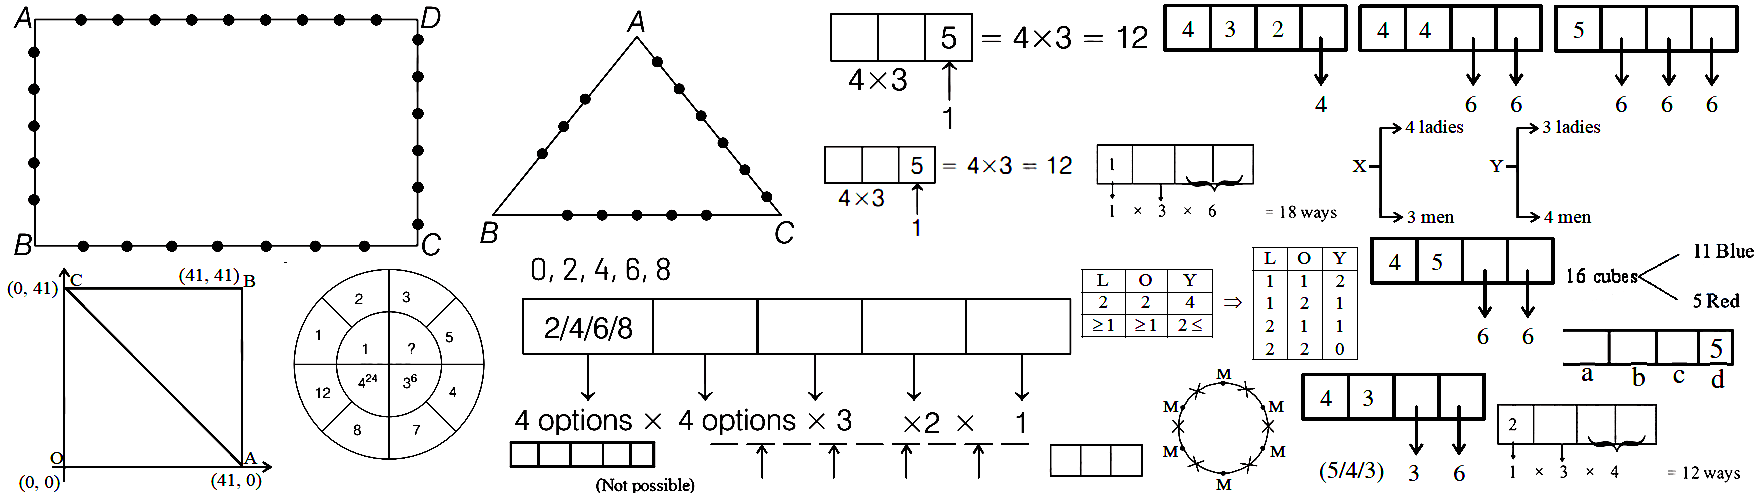 A D
B C
A
B C
5 = 4×3 = 12
4×3
1
5 = 4×3 = 12
4×3
1
4 3 2
4
4 4
6 6
5
6 6 6
1
1 × 3 × 6 = 18 ways
X
4 ladies
3 men
Y
3 ladies
4 men
C (0, 41)
(41, 41) B
O (0, 0)
A (41, 0)
2 3
1 5
1 ?
4²⁴ 3⁶
12 4
8 7
0, 2, 4, 6, 8
2/4/6/8
4 options × 4 options × 3 ×2 × 1
(Not possible)
L O Y
2 2 4
≥1 ≥1 2≤
⇒
L O Y
1 1 2
1 2 1
2 1 1
2 2 0
4 5
6 6
16 cubes
11 Blue
5 Red
5
a b c d
M
M M
M M
M
4 3
(5/4/3) 3 6
2
1 × 3 × 4 = 12 ways